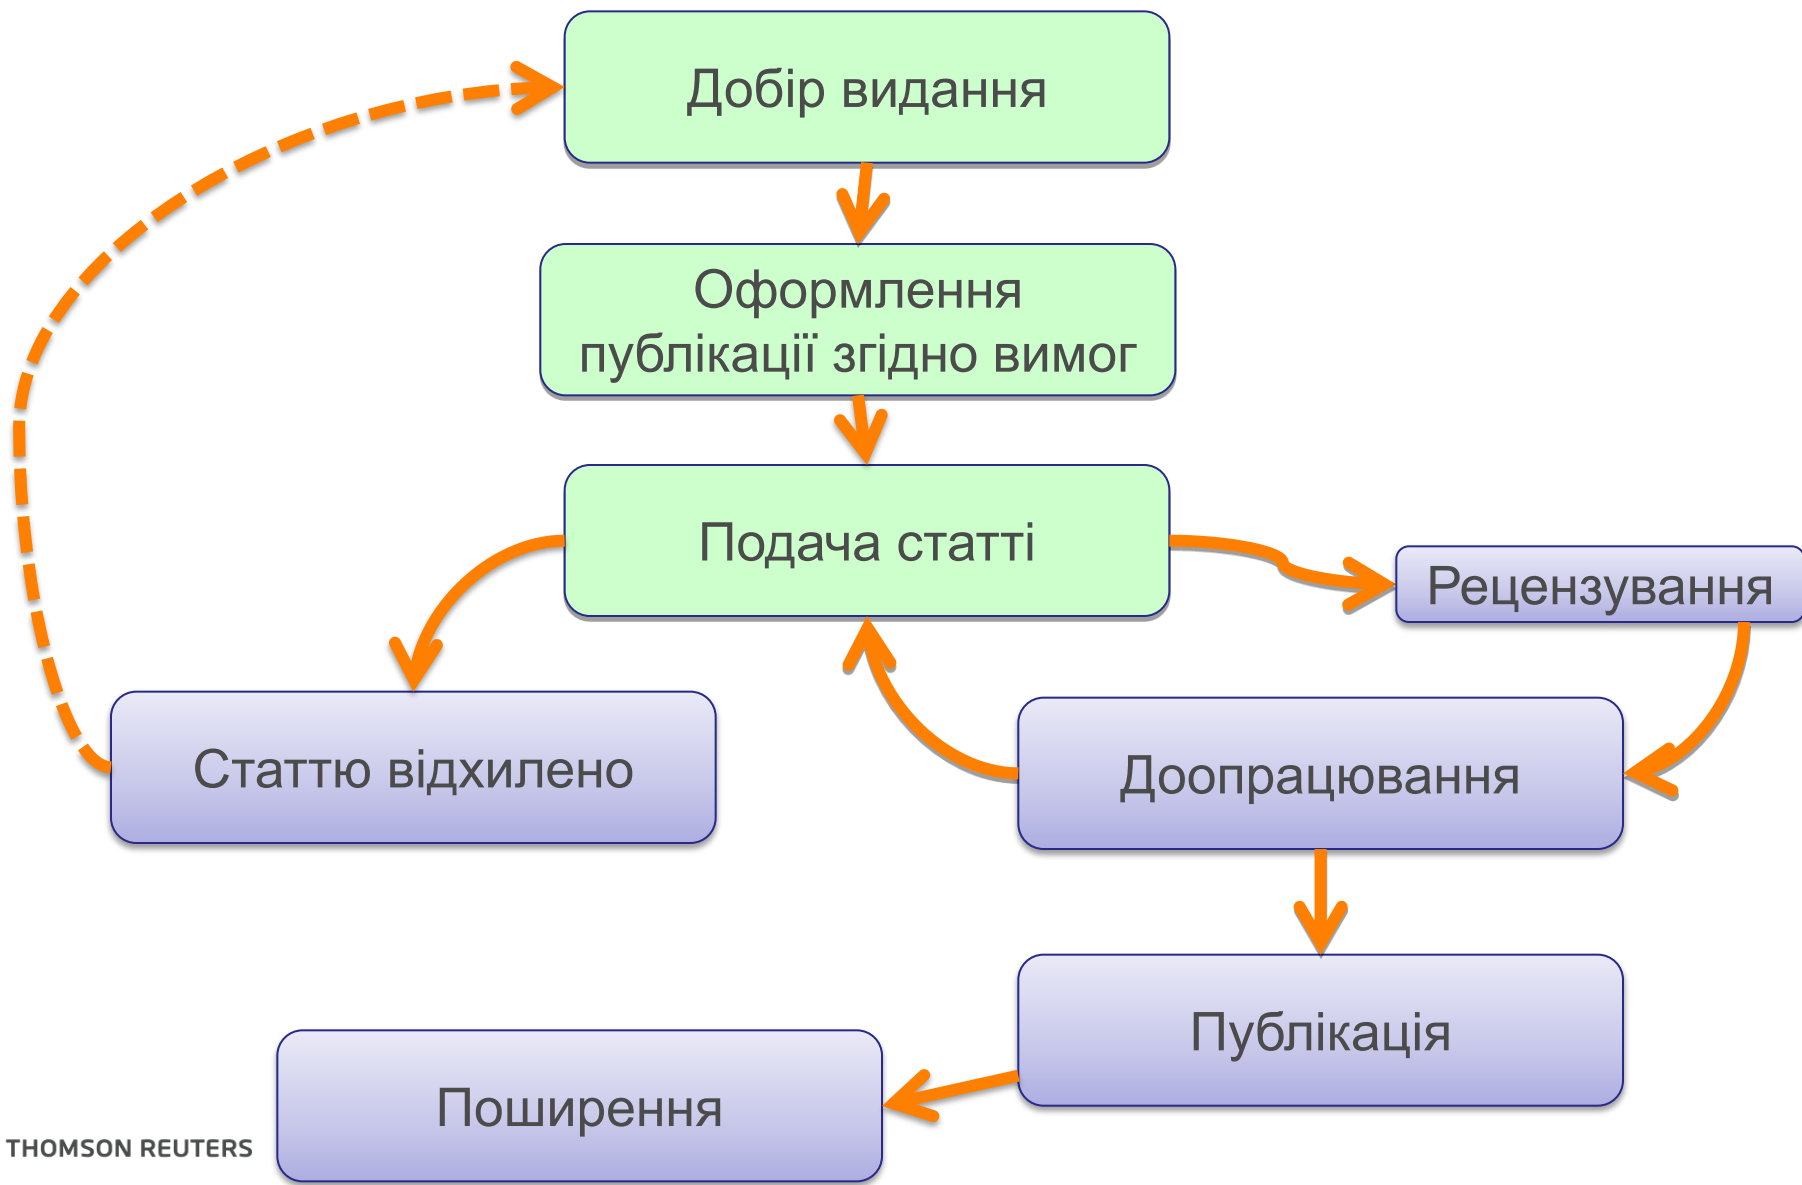 Добір видання
Оформлення
публікації згідно вимог
Подача статті
Рецензування
Статтю відхилено
Доопрацювання
Публікація
Поширення
THOMSON REUTERS